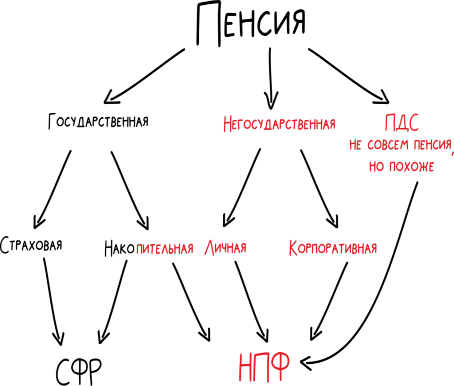 Пенсия
Государственная
Негосударственная
ПДС
не совсем пенсия,
но похоже
Страховая
Накопительная
Личная
Корпоративная
СФР
НПФ